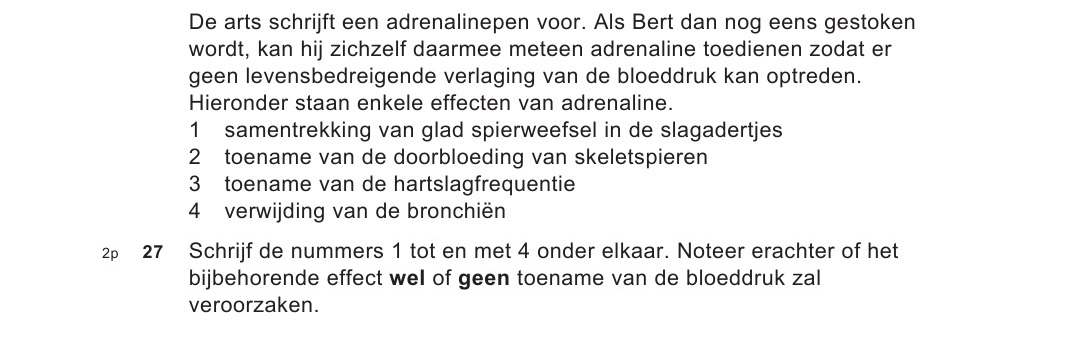 De arts schrijft een adrenalinepen voor. Als Bert dan nog eens gestoken
wordt, kan hij zichzelf daarmee meteen adrenaline toedienen zodat er
geen levensbedreigende verlaging van de bloeddruk kan optreden.
Hieronder staan enkele effecten van adrenaline.
1 samentrekking van glad spierweefsel in de slagadertjes
2 toename van de doorbloeding van skeletspieren
3 toename van de hartslagfrequentie
4 verwijding van de bronchiën
2p 27 Schrijf de nummers 1 tot en met 4 onder elkaar. Noteer erachter of het
bijbehorende effect wel of geen toename van de bloeddruk zal
veroorzaken.